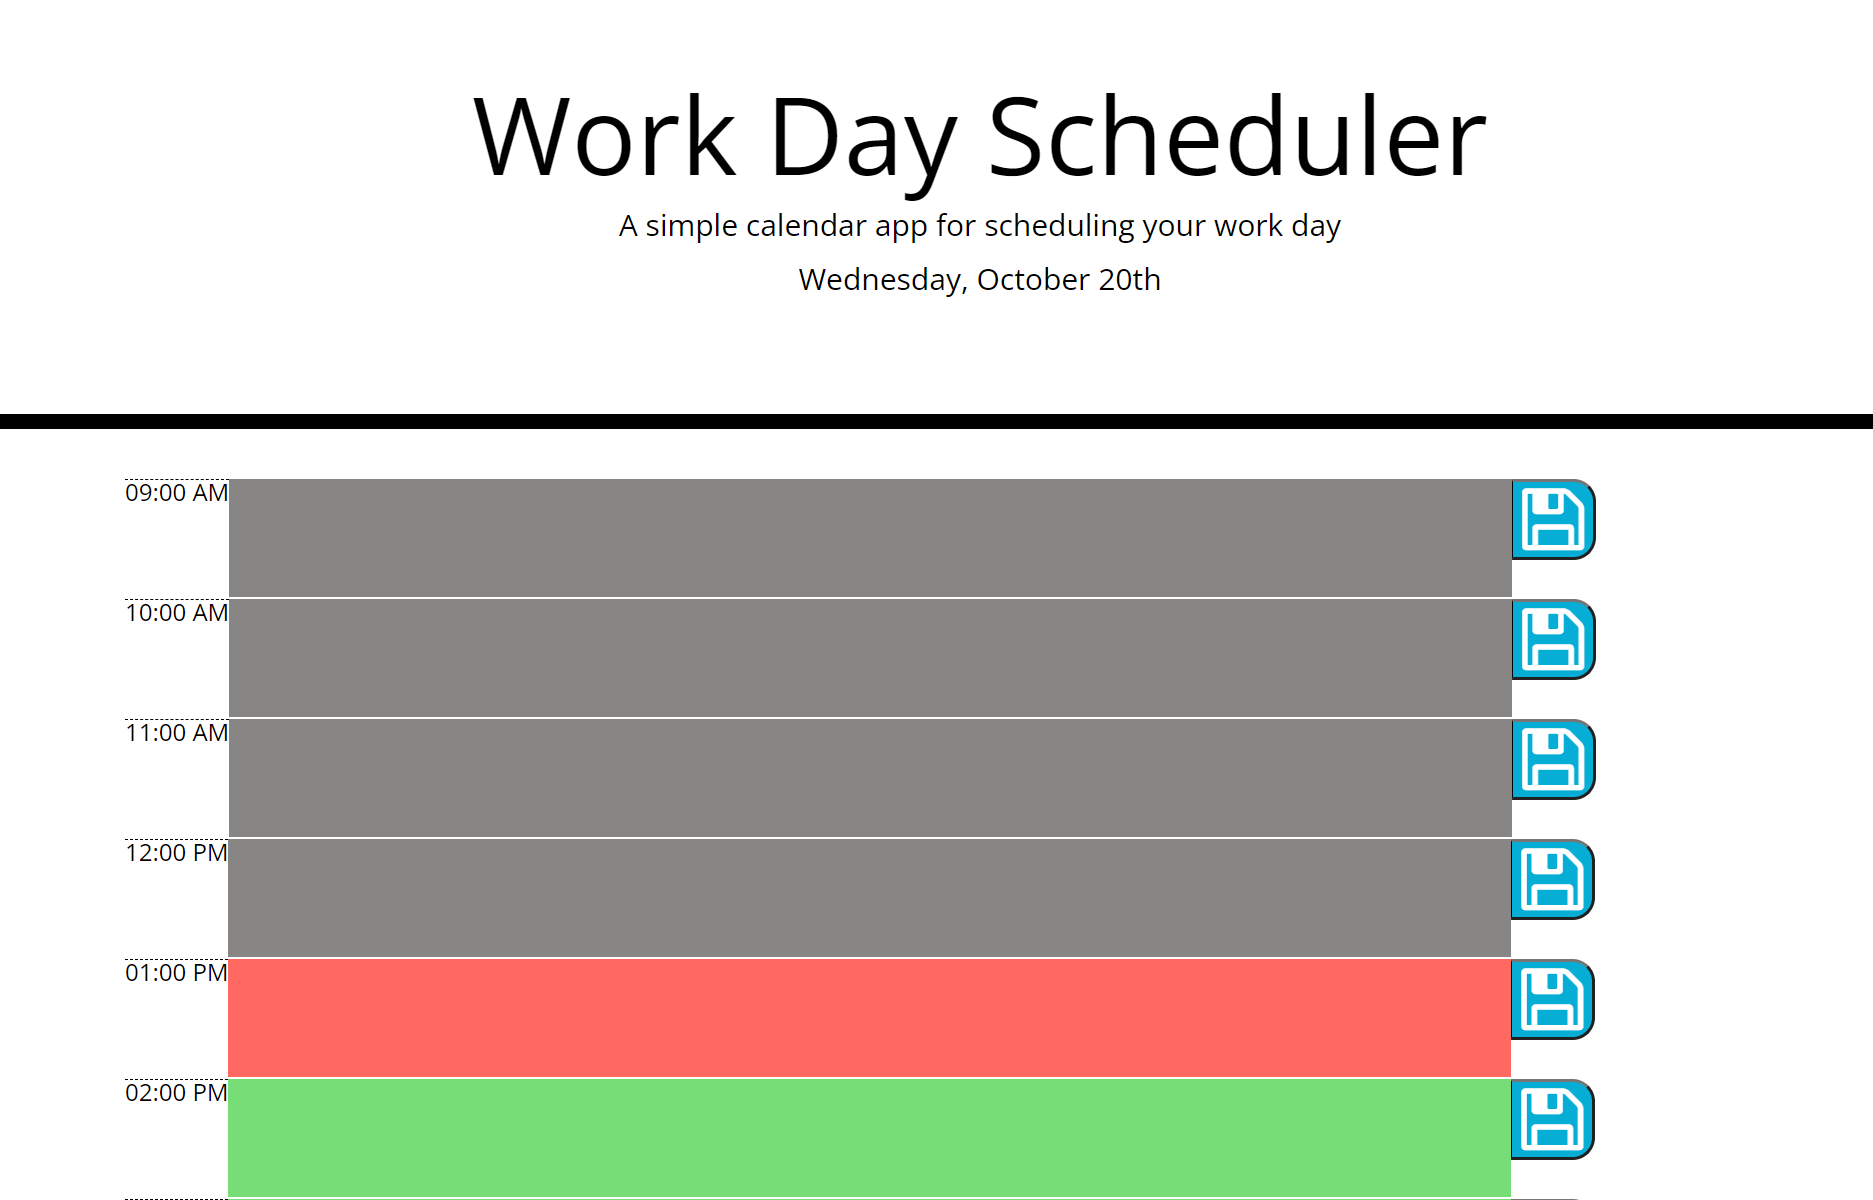 Work Day Scheduler
A simple calendar app for scheduling your work day
Wednesday, October 20th
09:00 AM
10:00 AM
11:00 AM
12:00 PM
01:00 PM
02:00 PM